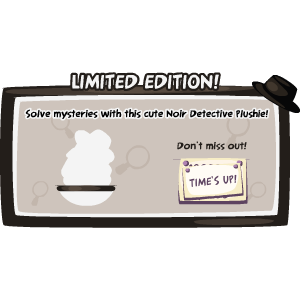 LIMITED EDITION!
Solve mysteries with this cute Noir Detective Plushie!
Don't miss out!
TIME'S UP!